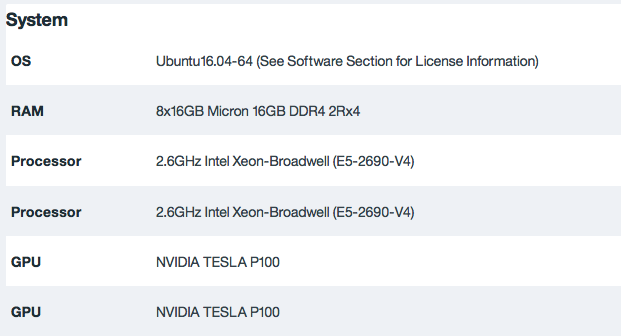 System
OS Ubuntu16.04-64 (See Software Section for License Information)
RAM 8x16GB Micron 16GB DDR4 2Rx4
Processor 2.6GHz Intel Xeon-Broadwell (E5-2690-V4)
Processor 2.6GHz Intel Xeon-Broadwell (E5-2690-V4)
GPU NVIDIA TESLA P100
GPU NVIDIA TESLA P100